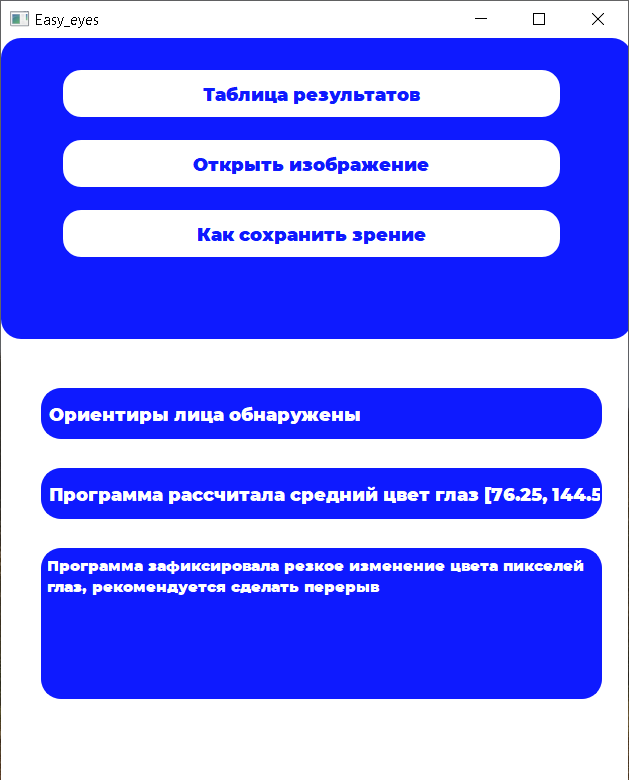 Easy_eyes
Таблица результатов
Открыть изображение
Как сохранить зрение
Ориентиры лица обнаружены
Программа рассчитала средний цвет глаз [76.25, 144.5
Программа зафиксировала резкое изменение цвета пикселей
глаз, рекомендуется сделать перерыв